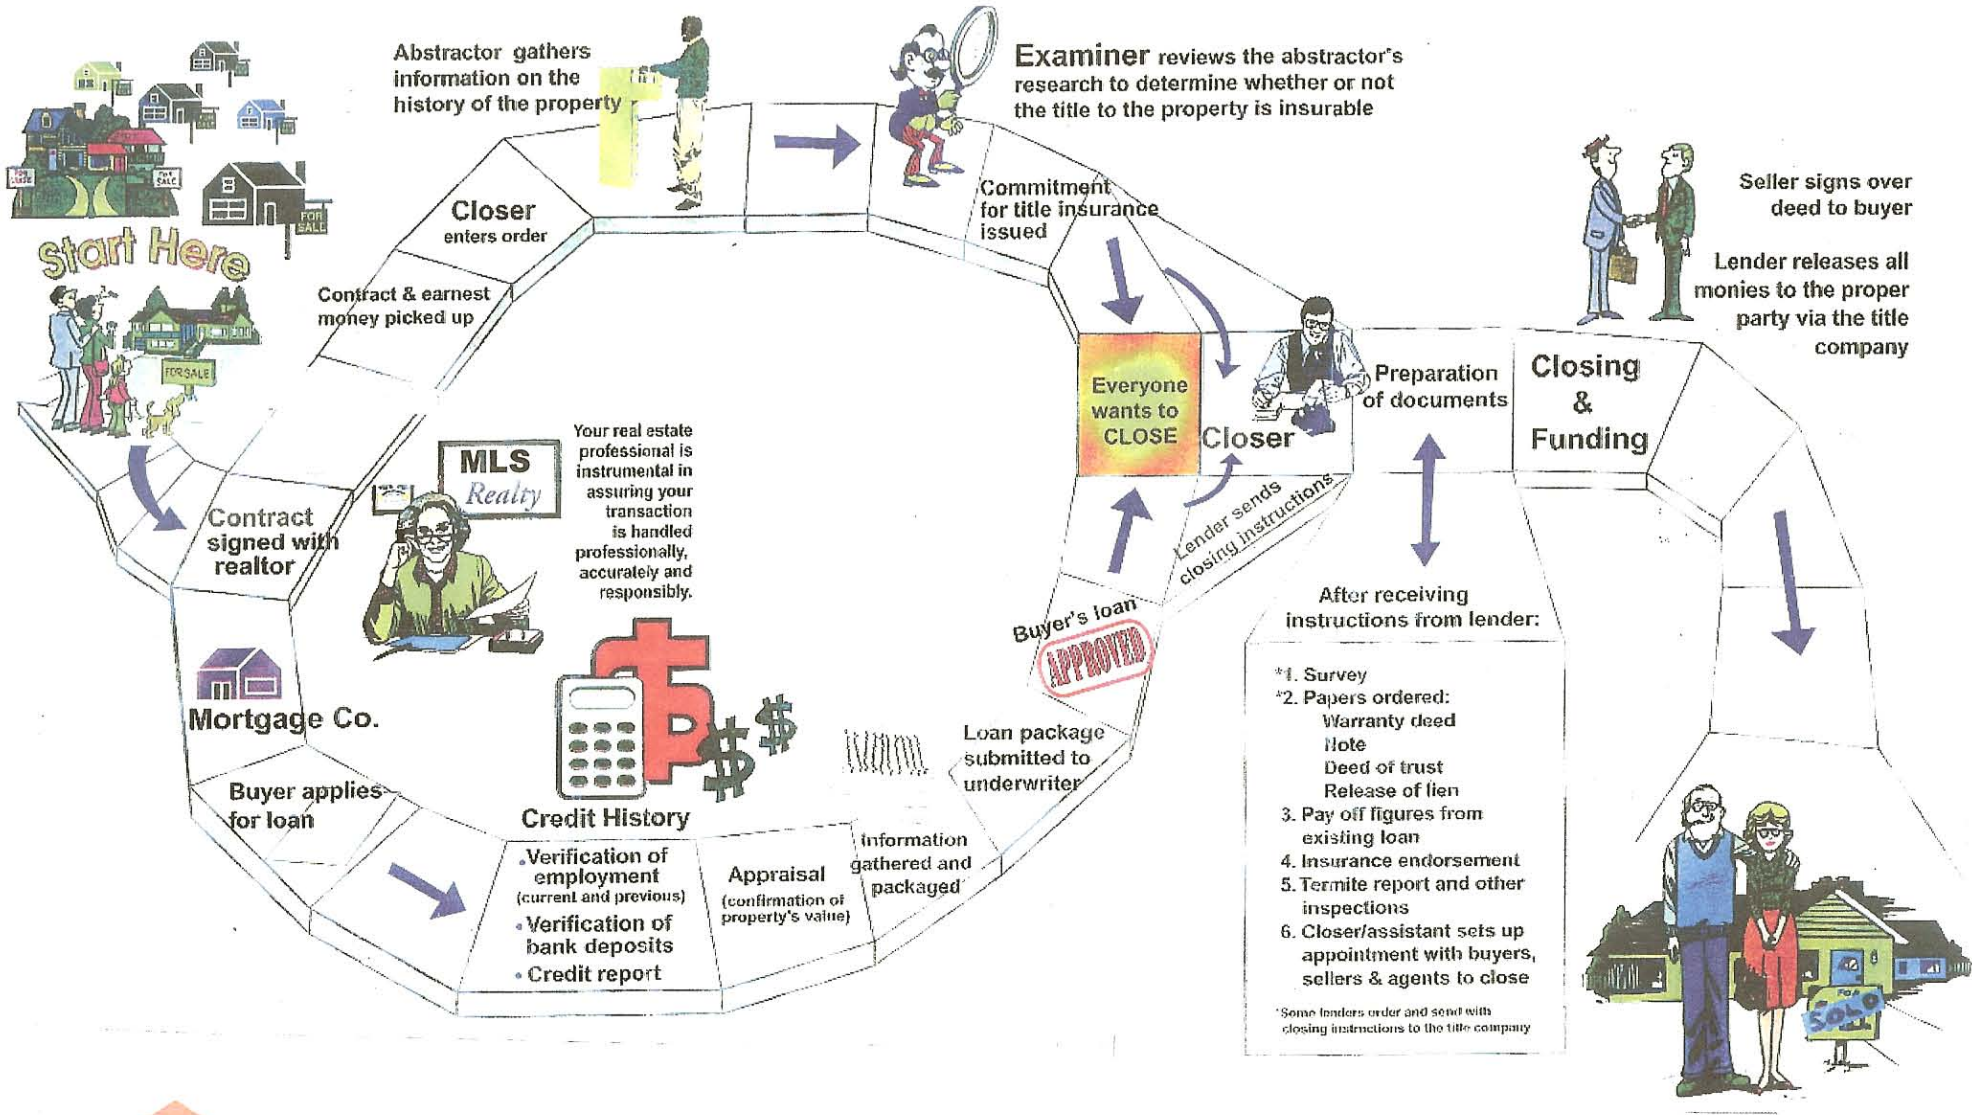 Start Here
FOR SALE
FOR SALE
FOR SALE
Contract
signed with
realtor
Contract & earnest
money picked up
Closer
enters order
Abstractor gathers
information on the
history of the property
Examiner reviews the abstractor's
research to determine whether or not
the title to the property is insurable
Commitment
for title insurance
issued
MLS
Realty
Your real estate
professional is
instrumental in
assuring your
transaction
is handled
professionally,
accurately and
responsibly.
Mortgage Co.
Buyer applies
for loan
Credit History
• Verification of
employment
(current and previous)
• Verification of
bank deposits
• Credit report
Appraisal
(confirmation of
property's value)
Information
gathered and
packaged
Loan package
submitted to
underwriter
Buyer's loan
APPROVED
Everyone
wants to
CLOSE
Lender sends
closing instructions
Closer
Preparation
of documents
After receiving
instructions from lender:
*1. Survey
*2. Papers ordered:
Warranty deed
Note
Deed of trust
Release of lien
3. Pay off figures from
existing loan
4. Insurance endorsement
5. Termite report and other
inspections
6. Closer/assistant sets up
appointment with buyers,
sellers & agents to close
*Some lenders order and send with
closing instructions to the title company
Closing
&
Funding
Seller signs over
deed to buyer
Lender releases all
monies to the proper
party via the title
company
SOLD